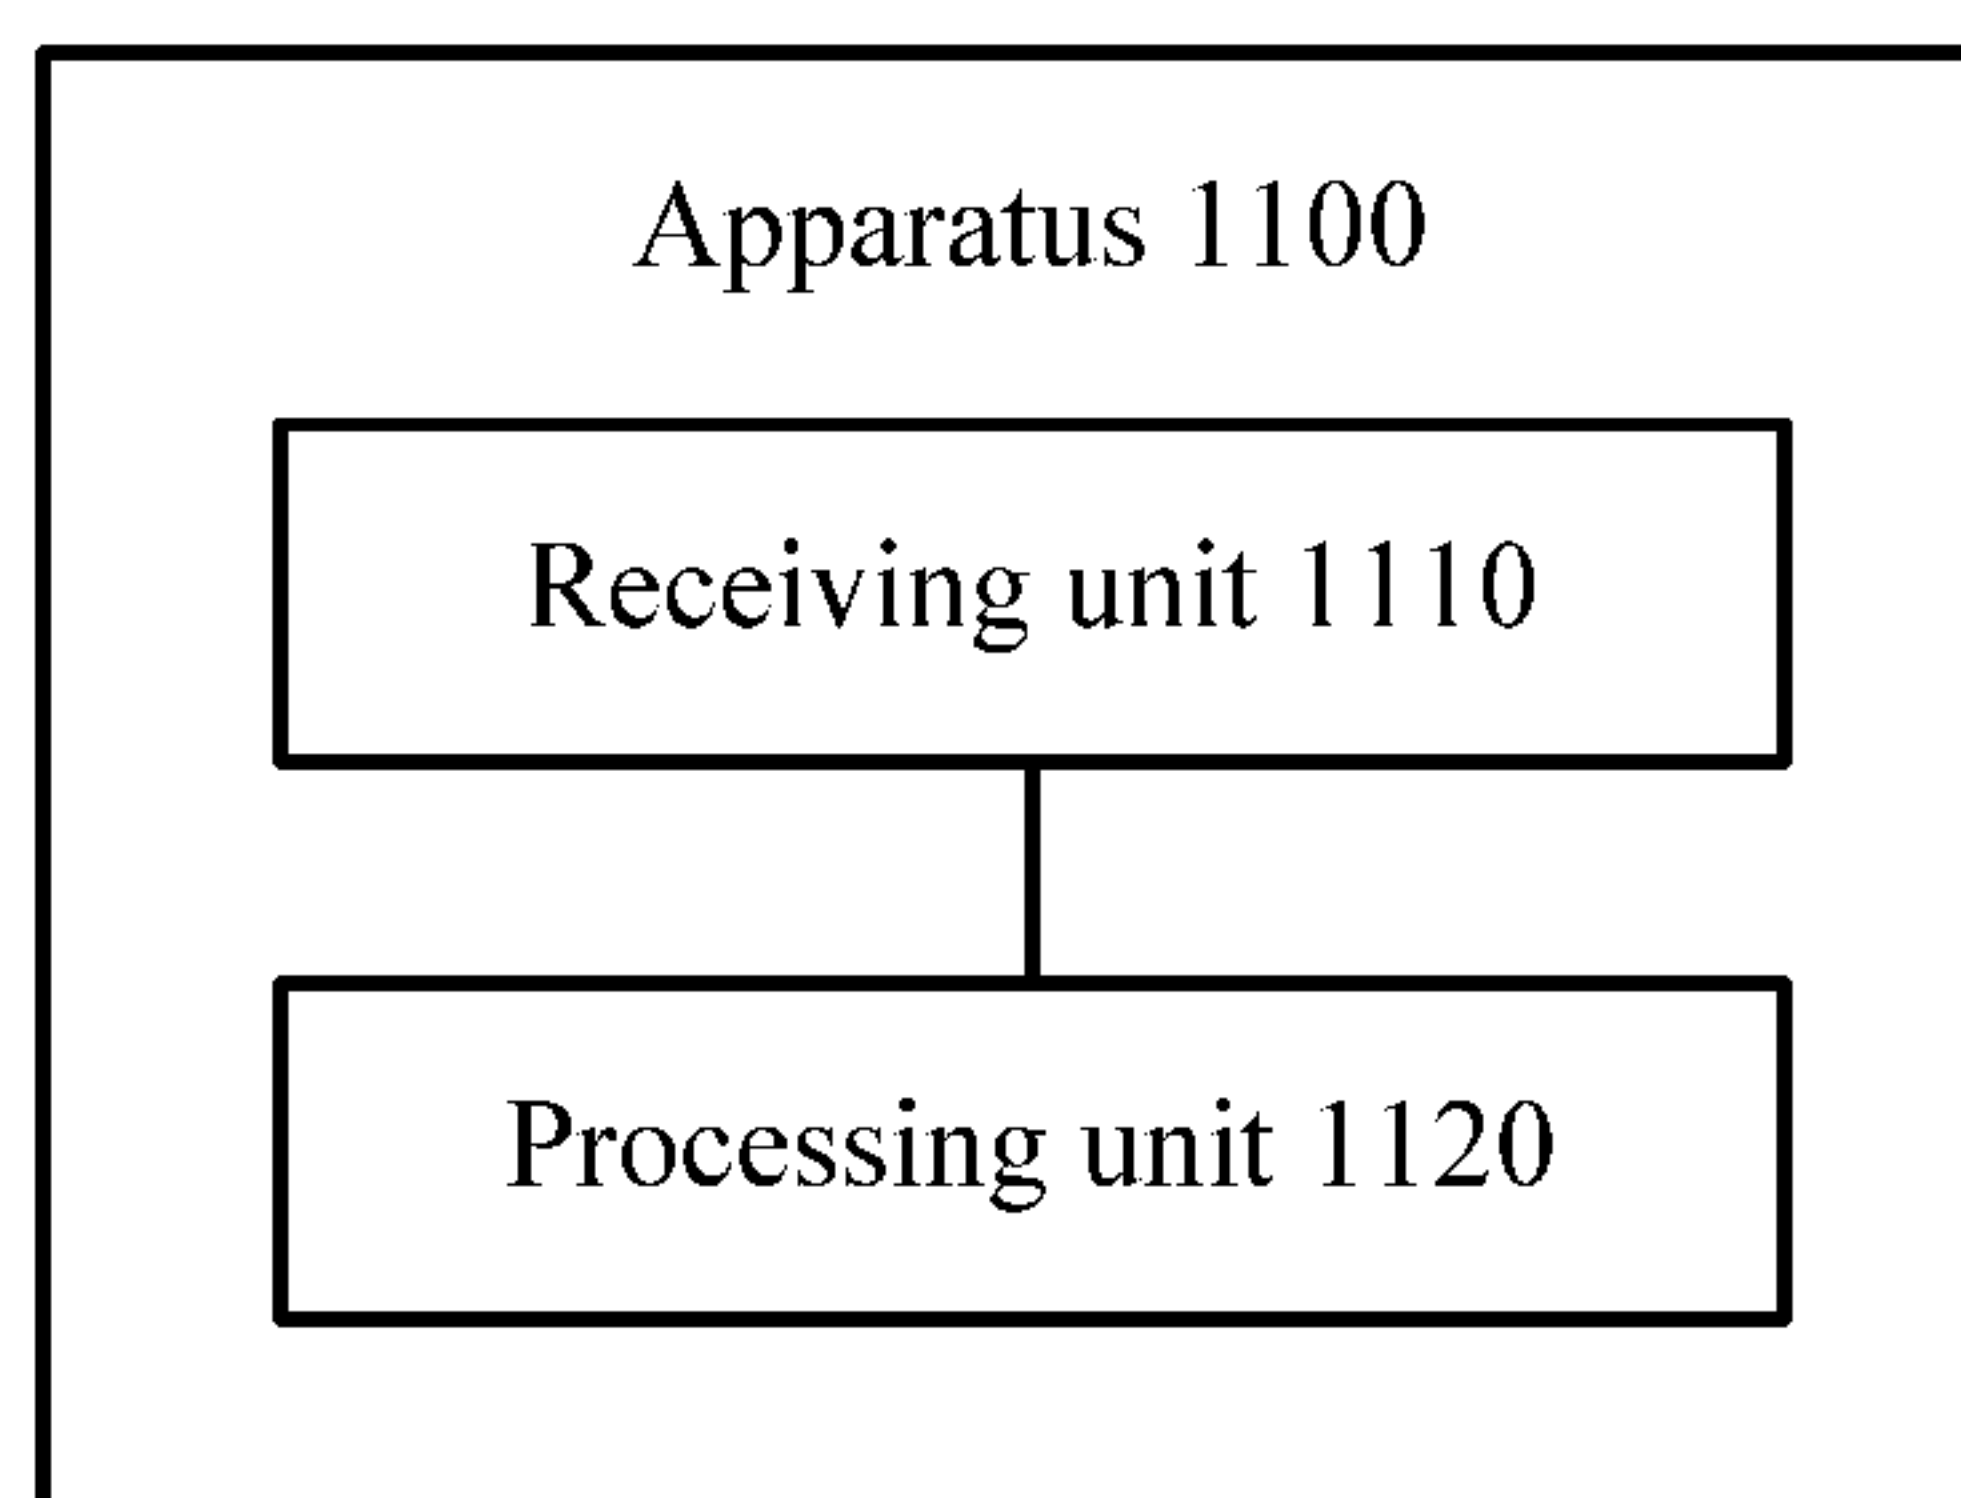 Apparatus 1100
Receiving unit 1110
Processing unit 1120